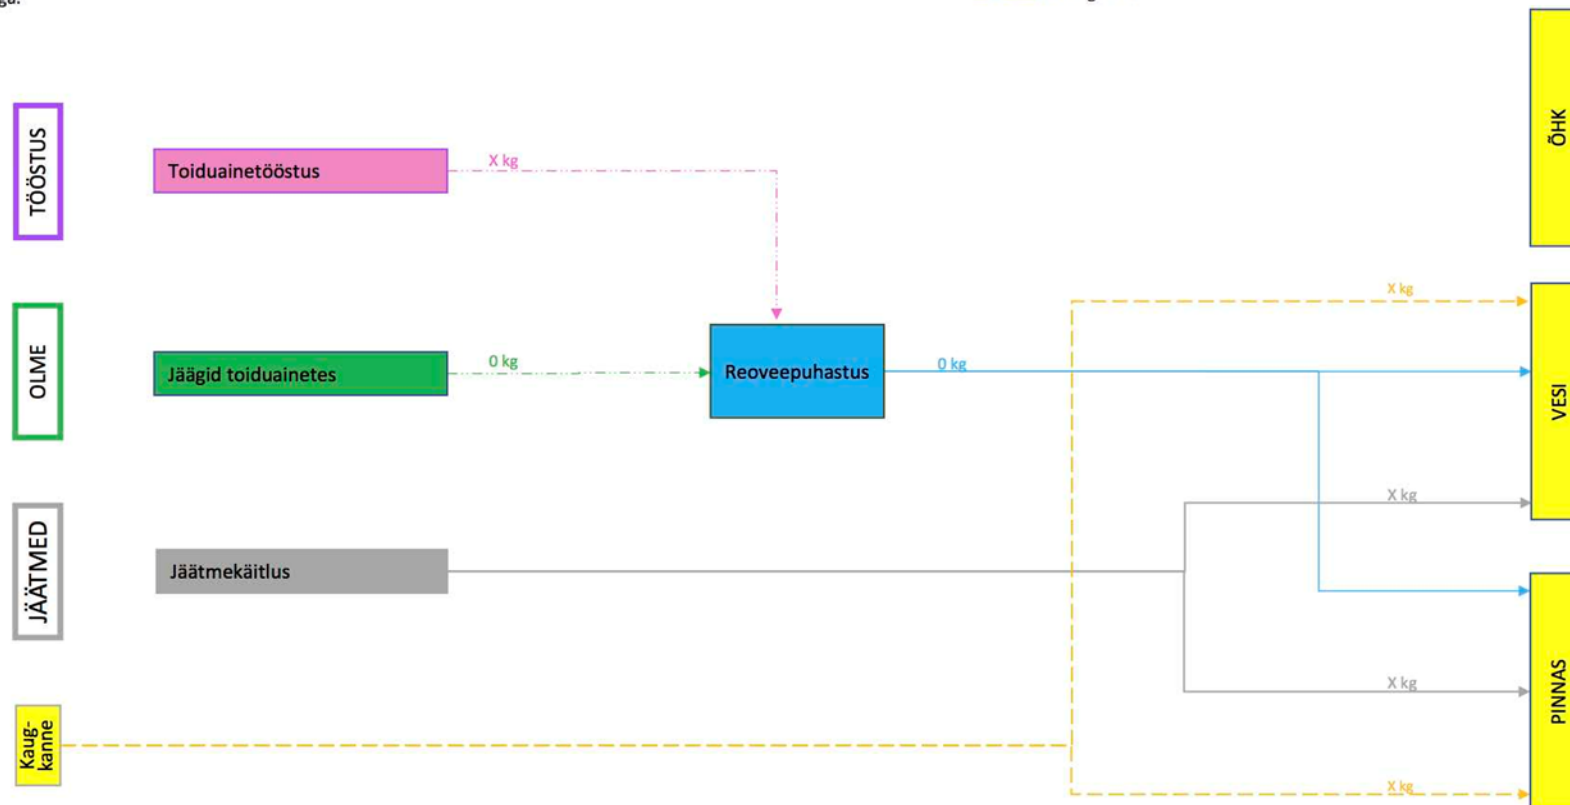 ÕHK
TÖÖSTUS
Toiduainetööstus
X kg
X kg
VESI
OLME
Jäägid toiduainetes
0 kg
Reoveepuhastus
0 kg
X kg
JÄÄTMED
Jäätmekäitlus
X kg
PINNAS
Kaug-
kanne
X kg